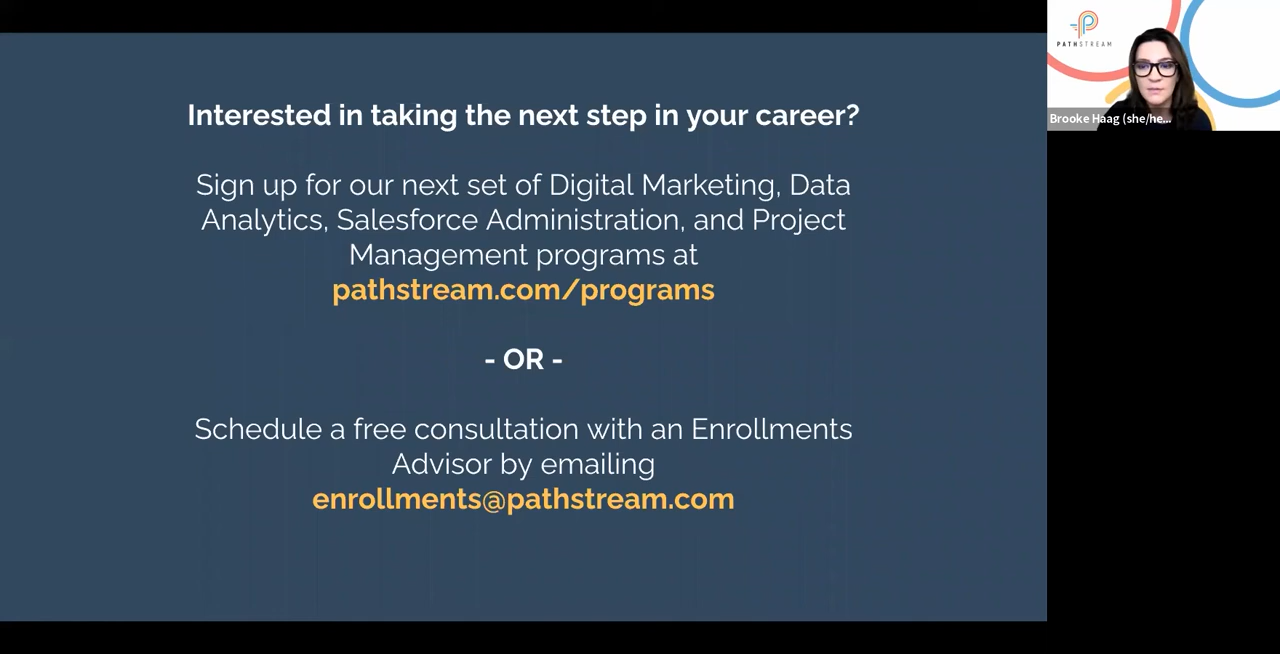 Interested in taking the next step in your career?
Sign up for our next set of Digital Marketing, Data
Analytics, Salesforce Administration, and Project
Management programs at
pathstream.com/programs
- OR -
Schedule a free consultation with an Enrollments
Advisor by emailing
enrollments@pathstream.com
PATHSTREAM
Brooke Haag (she/he...